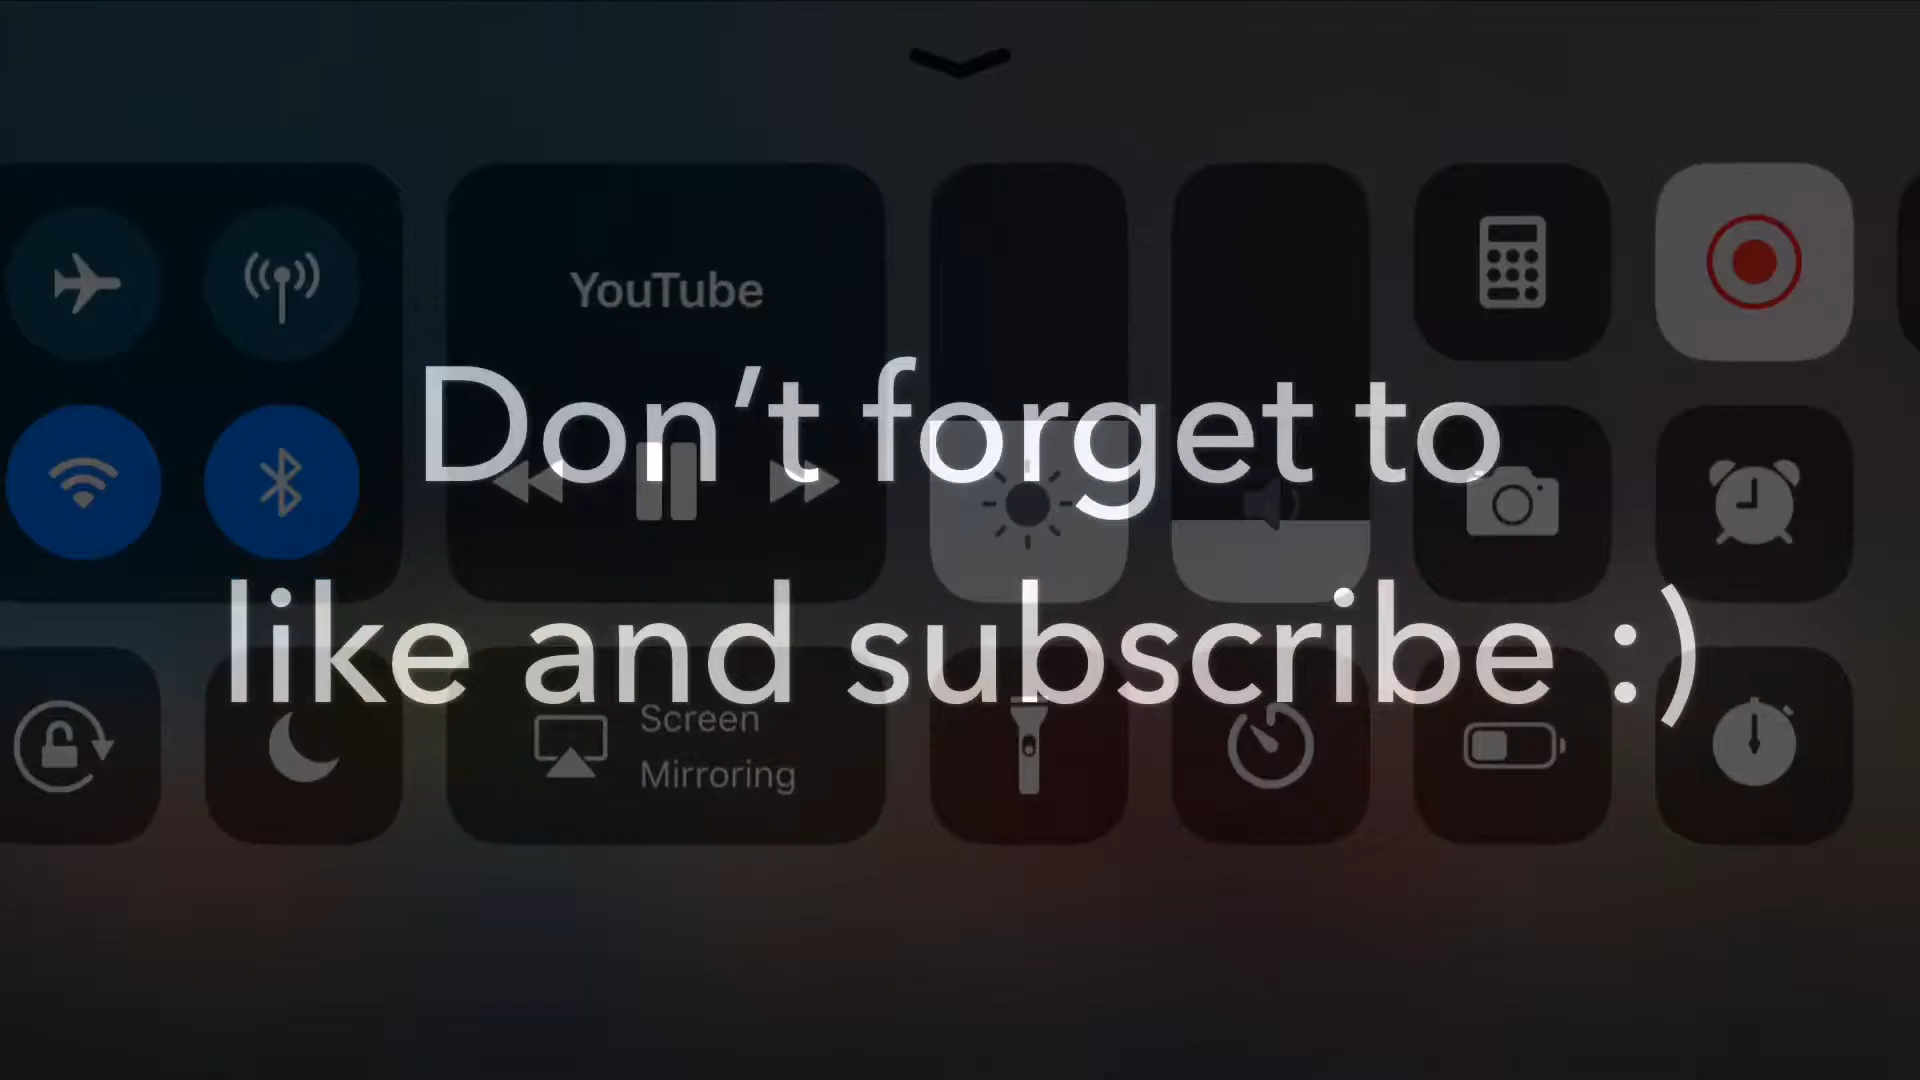 YouTube
Don’t forget to
like and subscribe :)
Screen
Mirroring